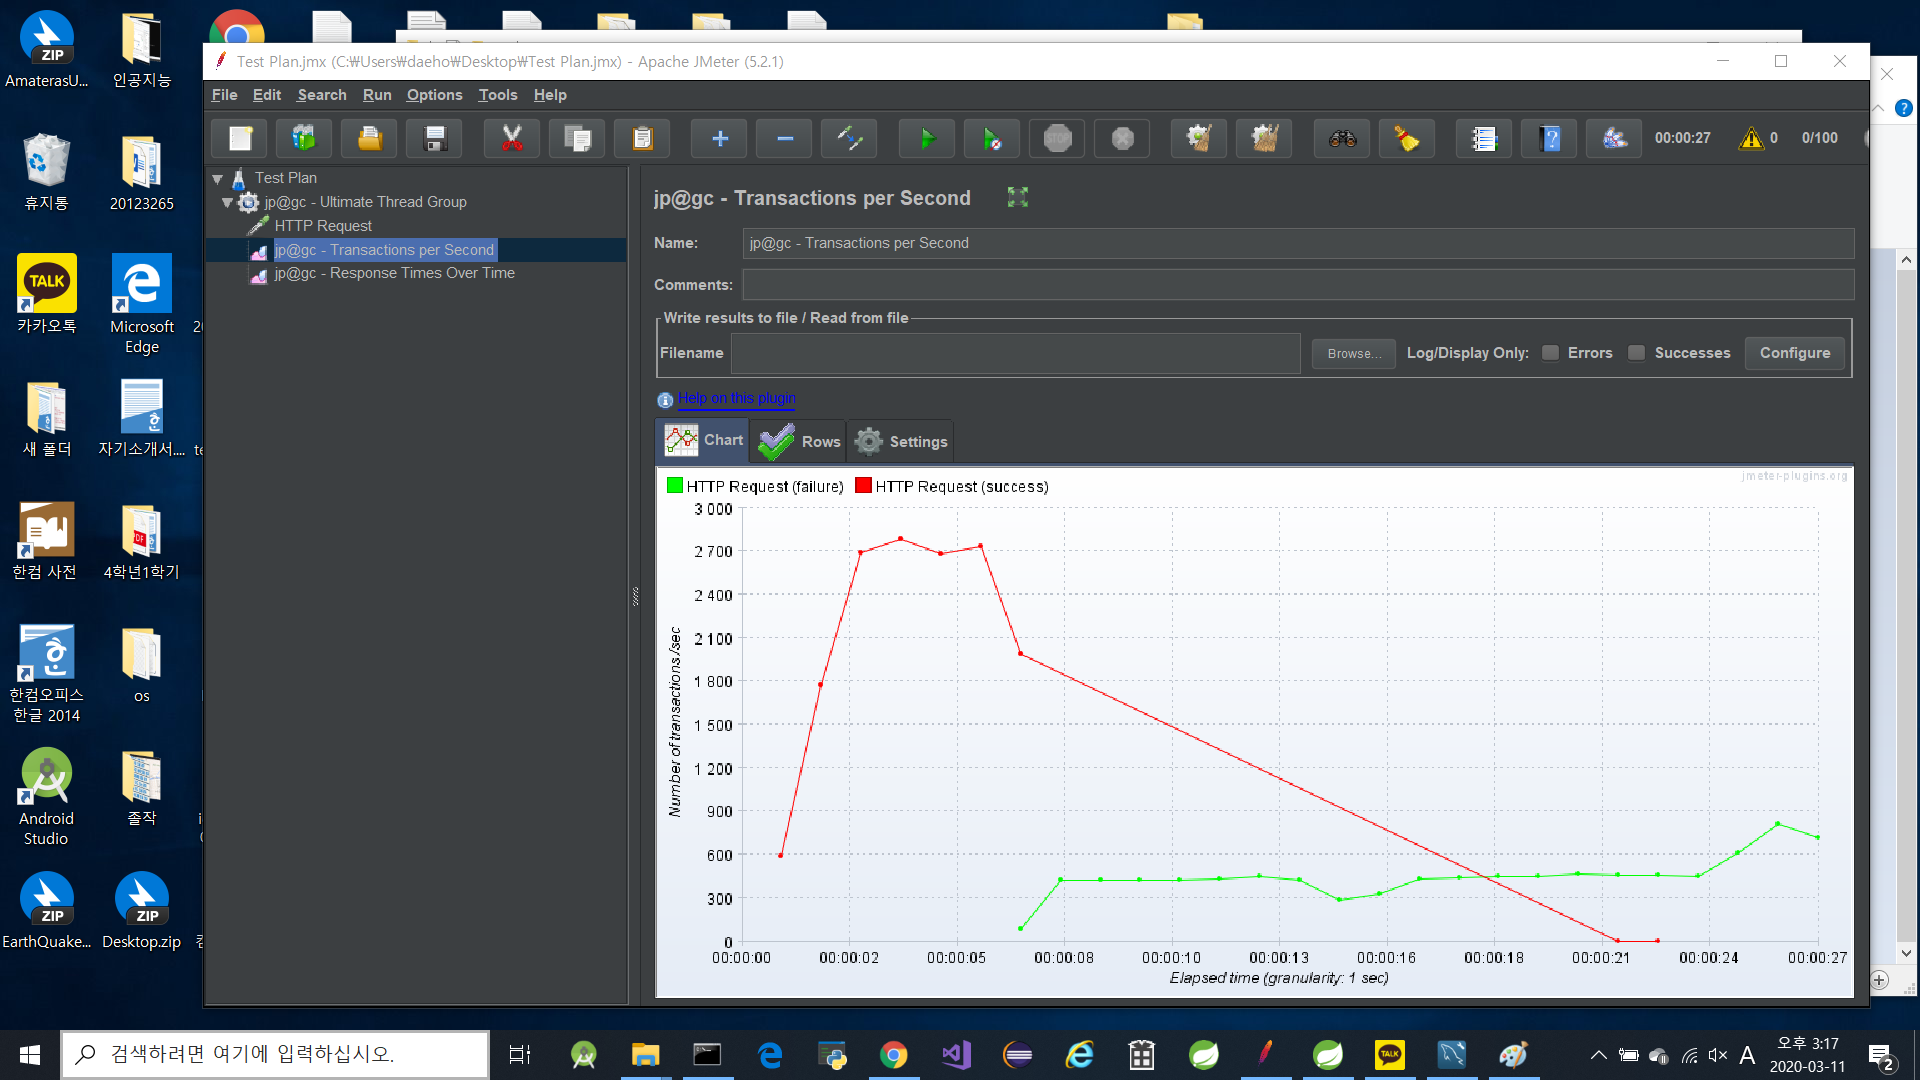 Test Plan.jmx (C:₩Users₩daeho₩Desktop₩Test Plan.jmx) - Apache JMeter (5.2.1)
File Edit Search Run Options Tools Help
00:00:27 0 0/100
Test Plan
jp@gc - Ultimate Thread Group
HTTP Request
jp@gc - Transactions per Second
jp@gc - Response Times Over Time
jp@gc - Transactions per Second
Name: jp@gc - Transactions per Second
Comments:
Write results to file / Read from file
Filename Browse... Log/Display Only: Errors Successes Configure
Help on this plugin
Chart Rows Settings
jmeter-plugins.org
HTTP Request (failure) HTTP Request (success)
3 000
2 700
2 400
2 100
1 800
1 500
1 200
900
600
300
0
Number of transactions /sec
00:00:00 00:00:02 00:00:05 00:00:08 00:00:10 00:00:13 00:00:16 00:00:18 00:00:21 00:00:24 00:00:27
Elapsed time (granularity: 1 sec)
ZIP
AmaterasU...
인공지능
휴지통
20123265
TALK
카카오톡
Microsoft
Edge
새 폴더
자기소개서....
한컴 사전
PDF
4학년1학기
한컴오피스
한글 2014
os
Android
Studio
졸작
ZIP
EarthQuake...
ZIP
Desktop.zip
검색하려면 여기에 입력하십시오.
TALK
A
오후 3:17
2020-03-11
2